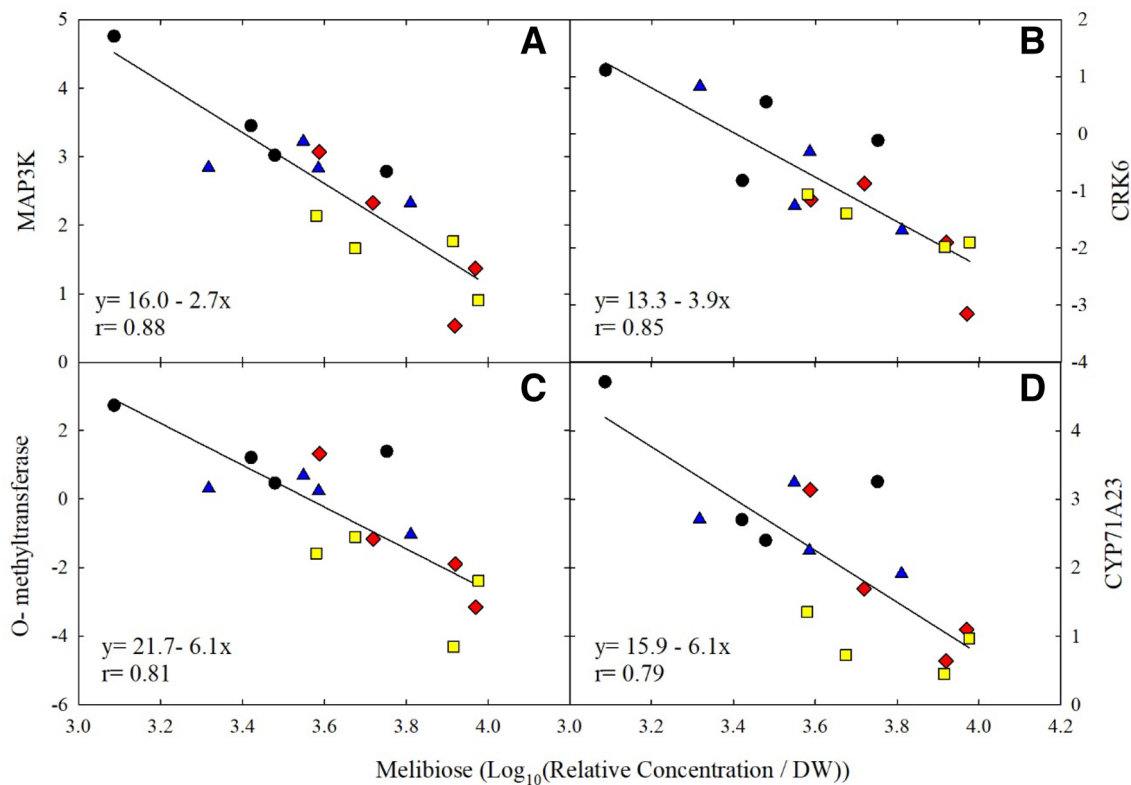 A
B
MAP3K
5
4
3
2
1
0
y= 16.0 - 2.7x
r= 0.88
CRK6
2
1
0
-1
-2
-3
-4
y= 13.3 - 3.9x
r= 0.85
C
D
O- methyltransferase
2
0
-2
-4
-6
y= 21.7- 6.1x
r= 0.81
CYP71A23
4
3
2
1
0
y= 15.9 - 6.1x
r= 0.79
3.0 3.2 3.4 3.6 3.8 4.0 3.0 3.4 3.6 3.8 4.0 4.2
Melibiose (Log10(Relative Concentration / DW))